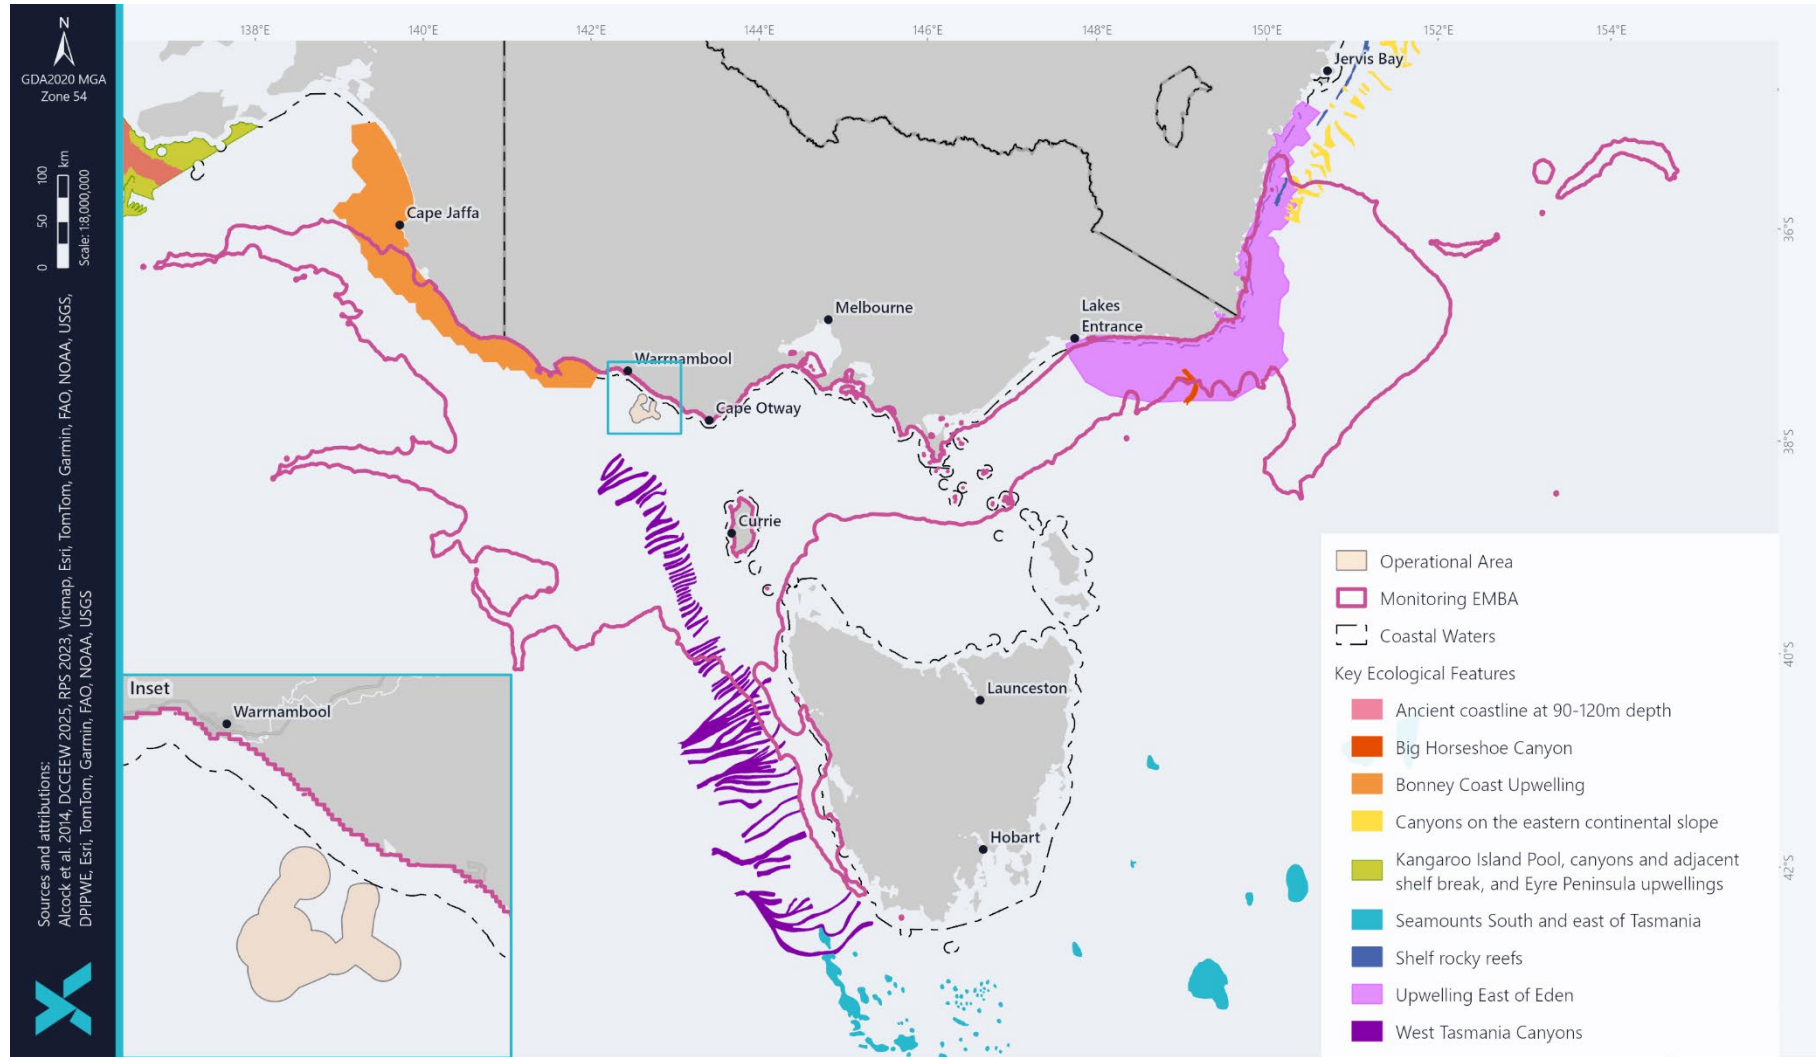 N
GDA2020 MGA
Zone 54
0 50 100
km
Scale: 1:8,000,000
Sources and attributions:
Alcock et al. 2014, DCCEEW 2025, RPS 2023, Vicmap, Esri, TomTom, Garmin, FAO, NOAA, USGS,
DPIPWE, Esri, TomTom, Garmin, FAO, NOAA, USGS
138°E 140°E 142°E 144°E 146°E 148°E 150°E 152°E 154°E
36°S
38°S
40°S
42°S
Jervis Bay
Cape Jaffa
Melbourne
Lakes
Entrance
Warrnambool
Cape Otway
Currie
Launceston
Hobart
Inset
Warrnambool
Operational Area
Monitoring EMBA
Coastal Waters
Key Ecological Features
Ancient coastline at 90-120m depth
Big Horseshoe Canyon
Bonney Coast Upwelling
Canyons on the eastern continental slope
Kangaroo Island Pool, canyons and adjacent
shelf break, and Eyre Peninsula upwellings
Seamounts South and east of Tasmania
Shelf rocky reefs
Upwelling East of Eden
West Tasmania Canyons